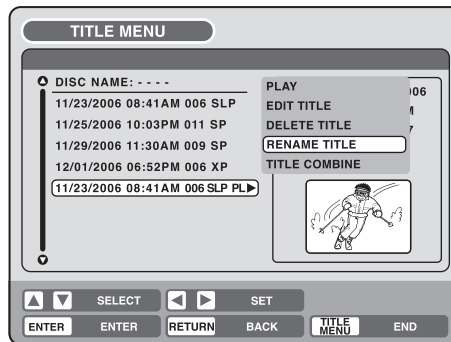 TITLE MENU
DISC NAME: - - - -
11/23/2006 08:41AM 006 SLP
11/25/2006 10:03PM 011 SP
11/29/2006 11:30AM 009 SP
12/01/2006 06:52PM 006 XP
11/23/2006 08:41AM 006 SLP PL
PLAY
EDIT TITLE
DELETE TITLE
RENAME TITLE
TITLE COMBINE
SELECT SET
ENTER ENTER RETURN BACK TITLE MENU END